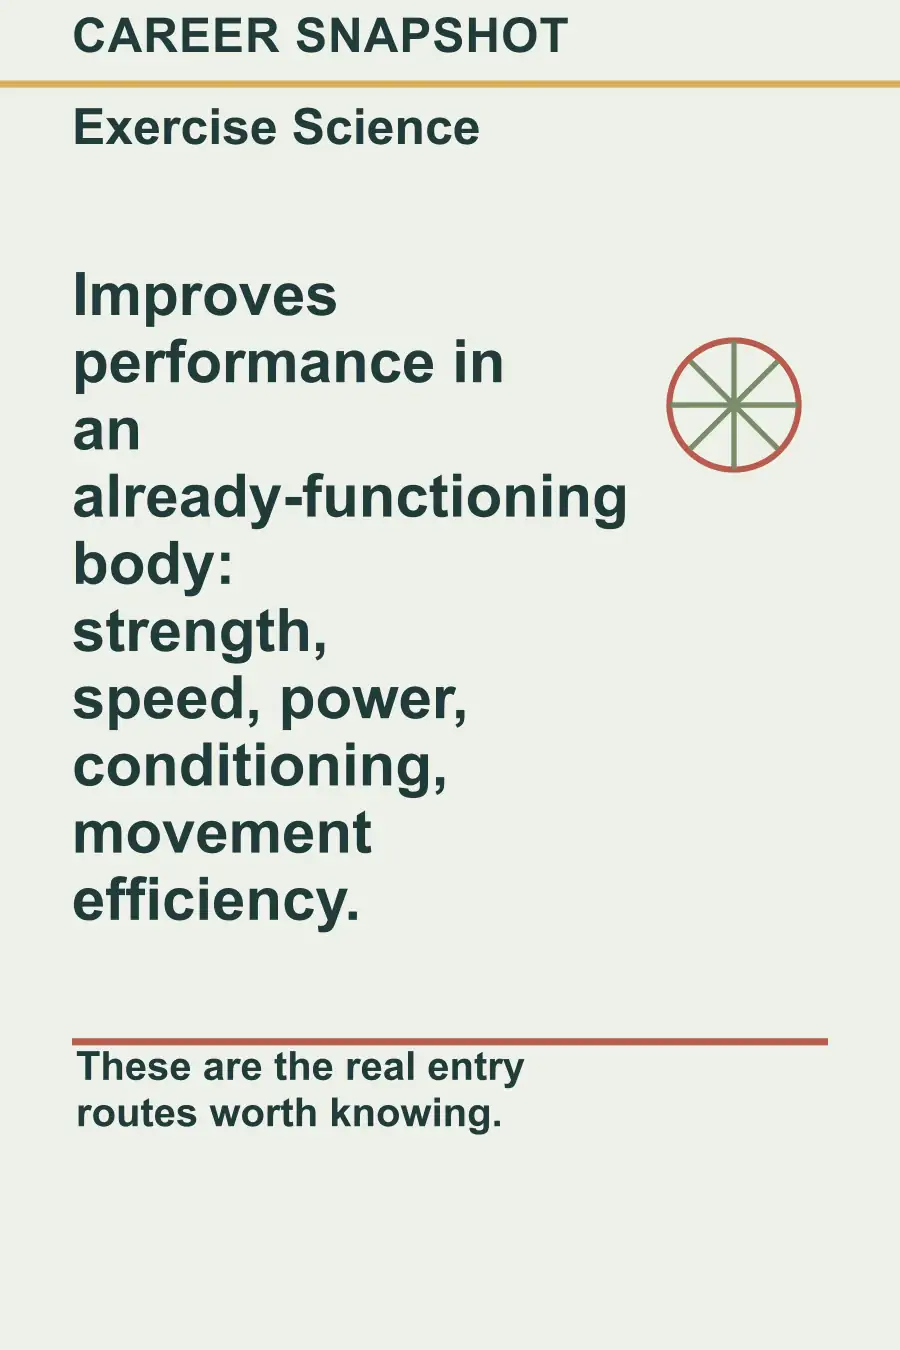 CAREER SNAPSHOT
Exercise Science
Improves
performance in
an
already-functioning
body:
strength,
speed, power,
conditioning,
movement
efficiency.
These are the real entry
routes worth knowing.